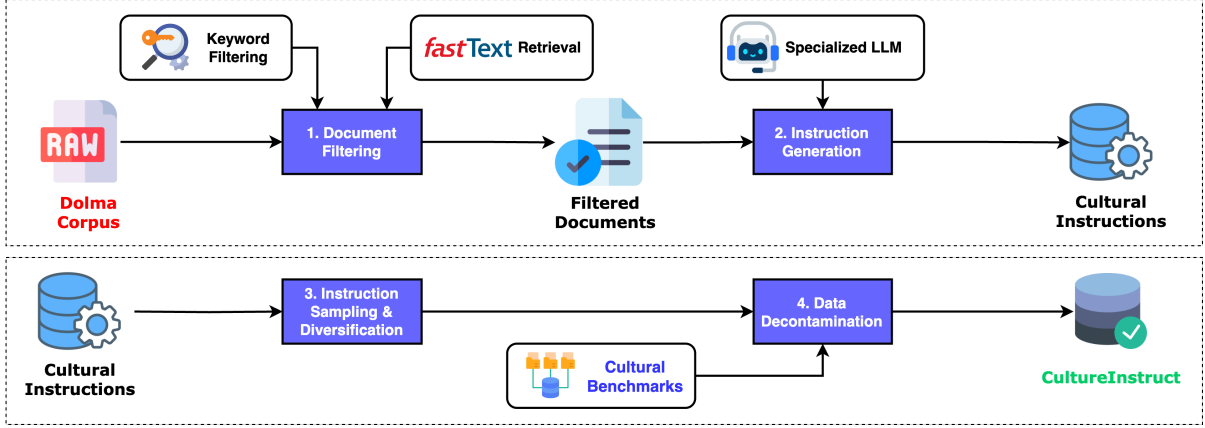 Keyword
Filtering
fastText Retrieval
Specialized LLM
RAW
1. Document
Filtering
2. Instruction
Generation
Dolma
Corpus
Filtered
Documents
Cultural
Instructions
3. Instruction
Sampling &
Diversification
4. Data
Decontamination
Cultural
Instructions
Cultural
Benchmarks
CultureInstruct